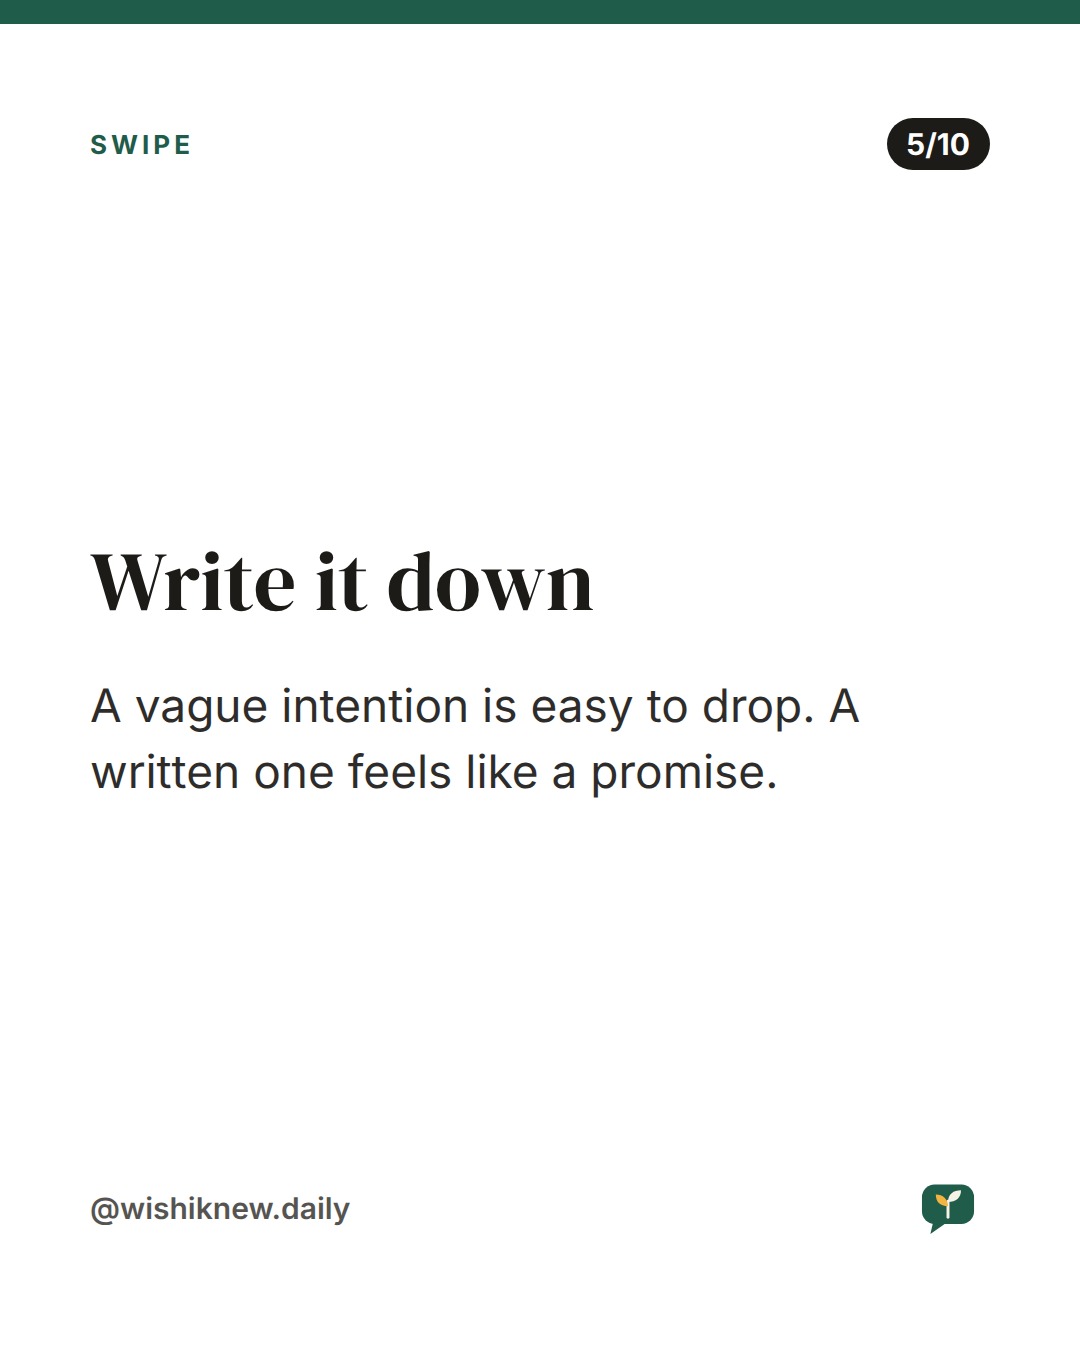 SWIPE
5/10
Write it down
A vague intention is easy to drop. A
written one feels like a promise.
@wishiknew.daily